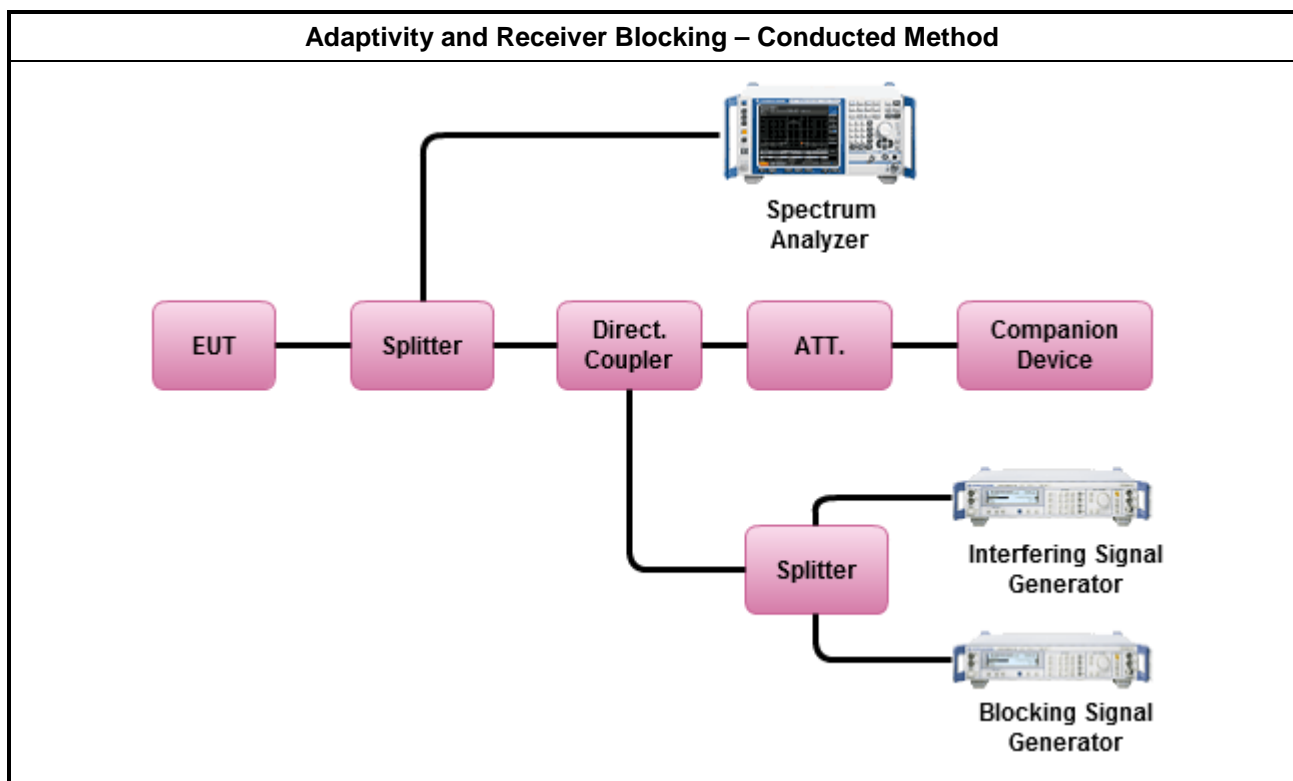 Adaptivity and Receiver Blocking – Conducted Method
Spectrum
Analyzer
EUT
Splitter
Direct.
Coupler
ATT.
Companion
Device
Splitter
Interfering Signal
Generator
Blocking Signal
Generator